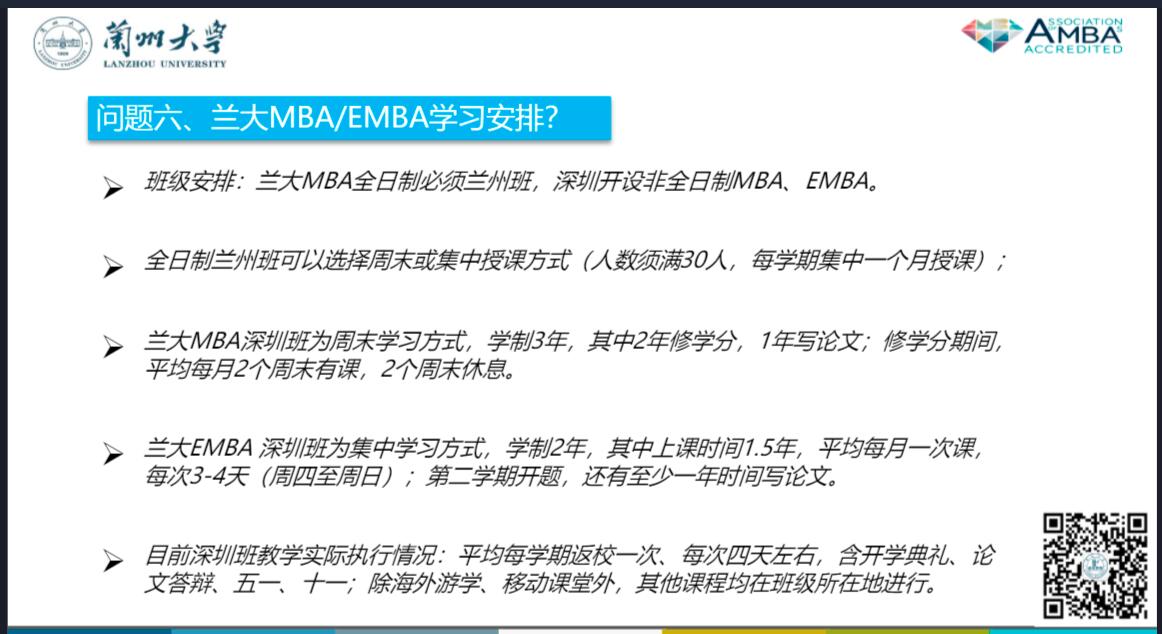 兰州大学
LANZHOU UNIVERSITY
ASSOCIATION
OF MBAS
AMBA
ACCREDITED
问题六、兰大MBA/EMBA学习安排？
班级安排：兰大MBA全日制必须兰州班，深圳开设非全日制MBA、EMBA。
全日制兰州班可以选择周末或集中授课方式（人数须满30人，每学期集中一个月授课）；
兰大MBA深圳班为周末学习方式，学制3年，其中2年修学分，1年写论文；修学分期间，
平均每月2个周末有课，2个周末休息。
兰大EMBA 深圳班为集中学习方式，学制2年，其中上课时间1.5年，平均每月一次课，
每次3-4天（周四至周日）；第二学期开题，还有至少一年时间写论文。
目前深圳班教学实际执行情况：平均每学期返校一次、每次四天左右，含开学典礼、论
文答辩、五一、十一；除海外游学、移动课堂外，其他课程均在班级所在地进行。